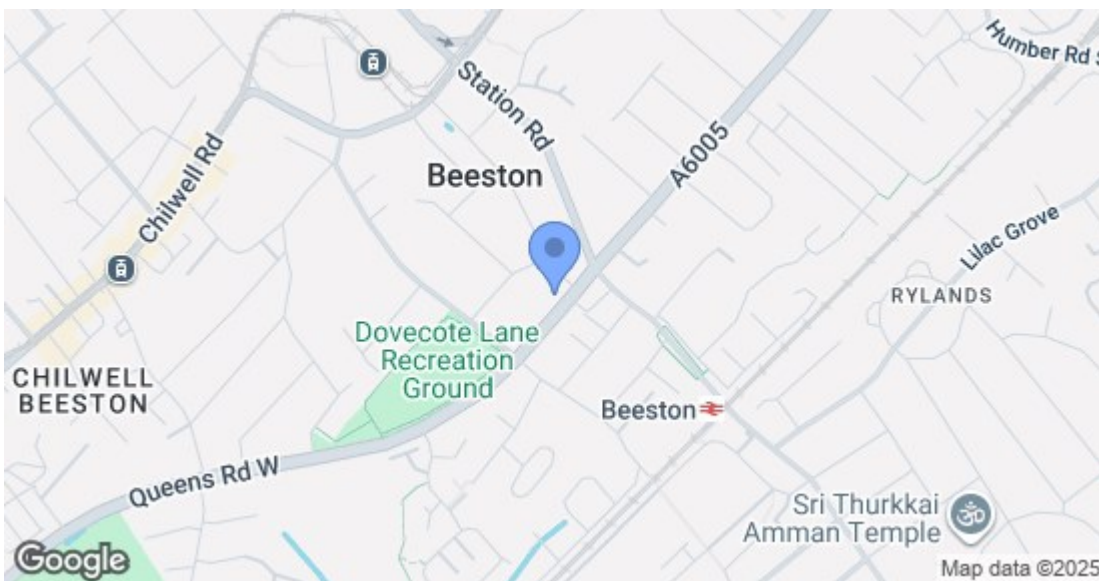 Humber Rd S
Station Rd
A6005
Beeston
Chilwell Rd
Lilac Grove
RYLANDS
Dovecote Lane
Recreation
Ground
CHILWELL
BEESTON
Beeston
Queens Rd W
Sri Thurkkai
Amman Temple
Google
Map data ©2025